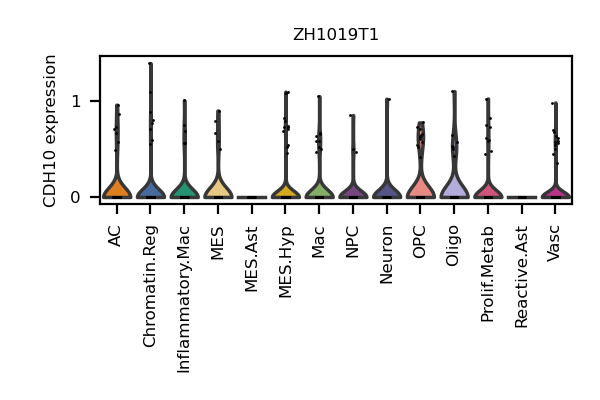 ZH1019T1
CDH10 expression
1
0
AC
Chromatin.Reg
Inflammatory.Mac
MES
MES.Ast
MES.Hyp
Mac
NPC
Neuron
OPC
Oligo
Prolif.Metab
Reactive.Ast
Vasc